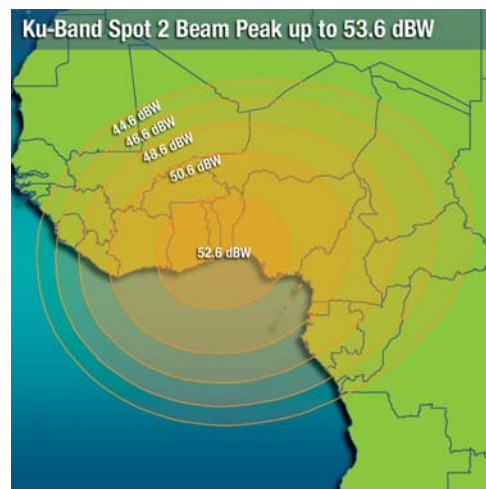 Ku-Band Spot 2 Beam Peak up to 53.6 dBW
44.6 dBW
46.6 dBW
48.6 dBW
50.6 dBW
52.6 dBW